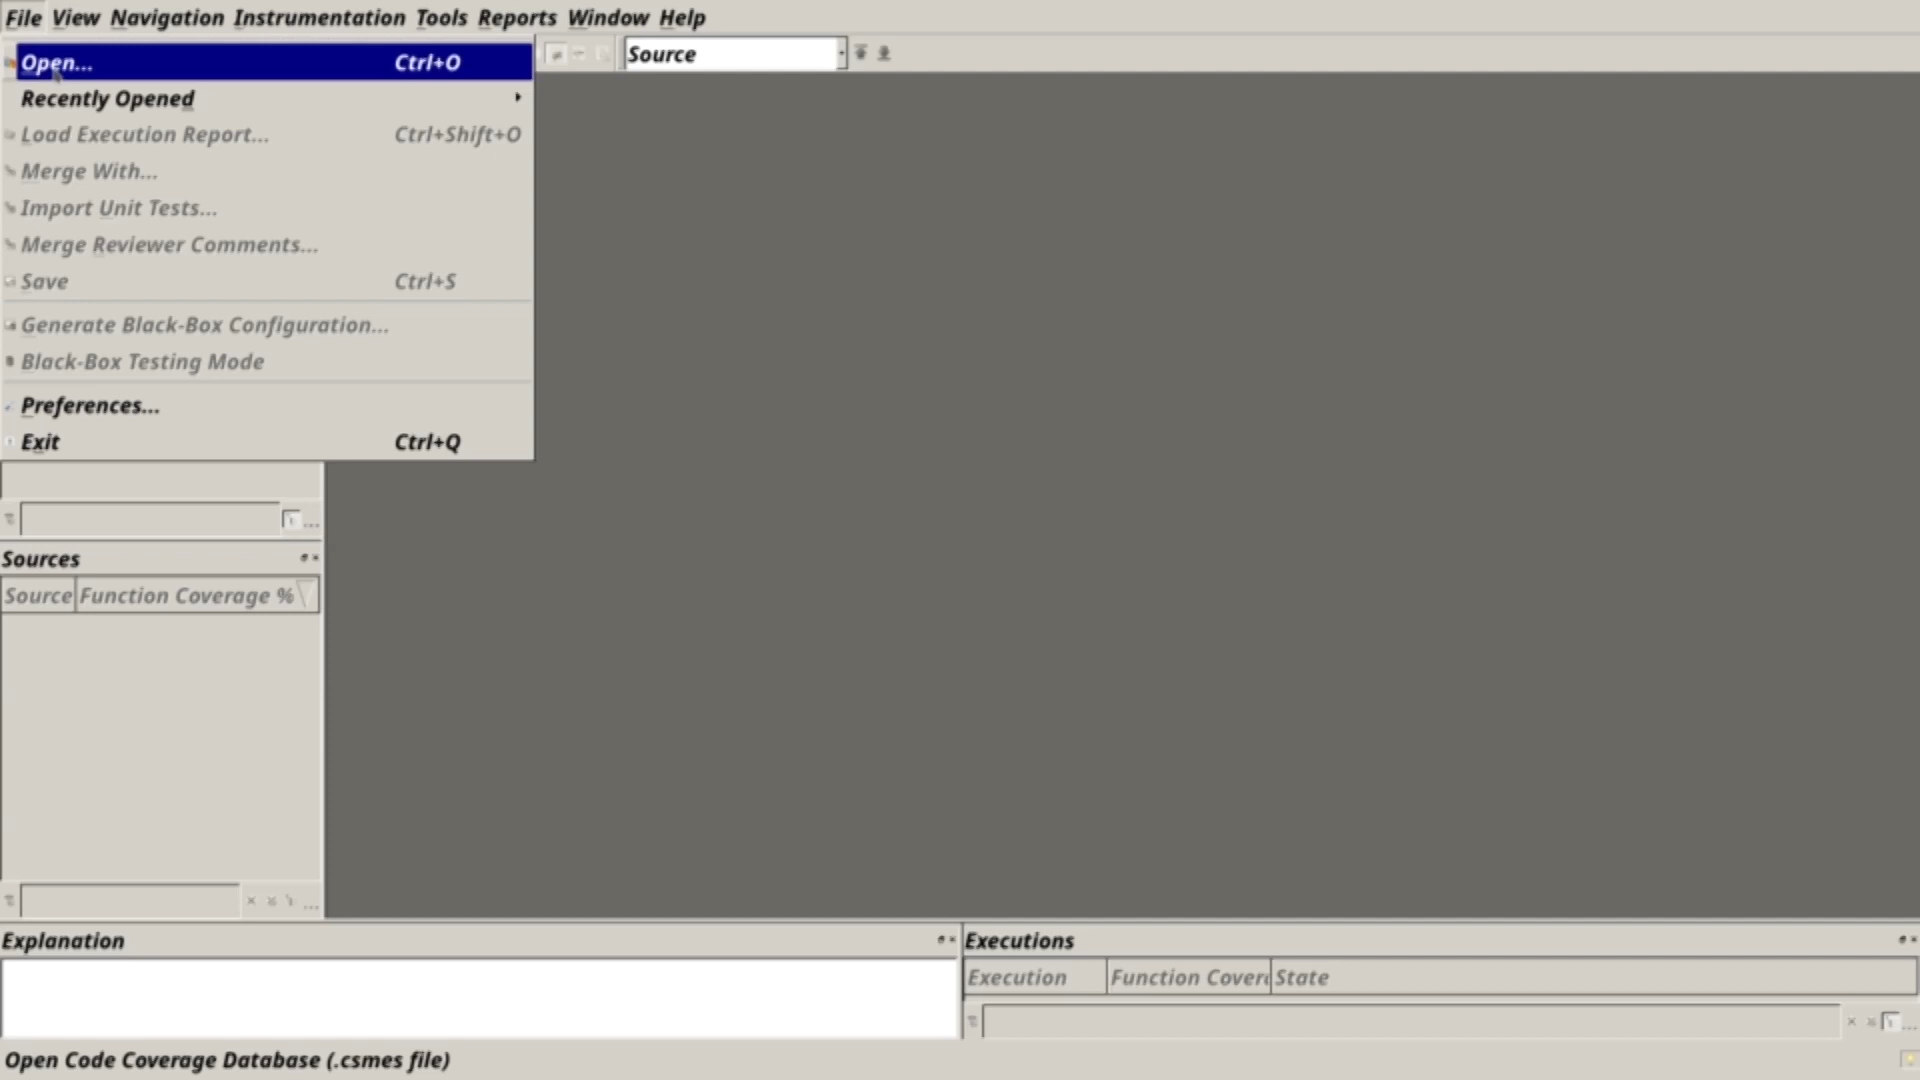 File View Navigation Instrumentation Tools Reports Window Help
Open... Ctrl+O
Source
Recently Opened
Load Execution Report... Ctrl+Shift+O
Merge With...
Import Unit Tests...
Merge Reviewer Comments...
Save Ctrl+S
Generate Black-Box Configuration...
Black-Box Testing Mode
Preferences...
Exit Ctrl+Q
...
Sources
Source Function Coverage %
...
Explanation
Executions
Execution Function Cover State
...
Open Code Coverage Database (.csmes file)